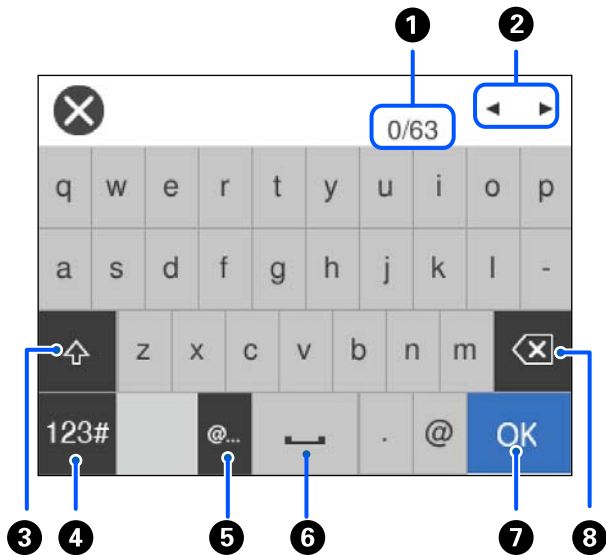 1 2
0/63
q w e r t y u i o p
a s d f g h j k l -
z x c v b n m
123# @... . @ OK
3 4 5 6 7 8